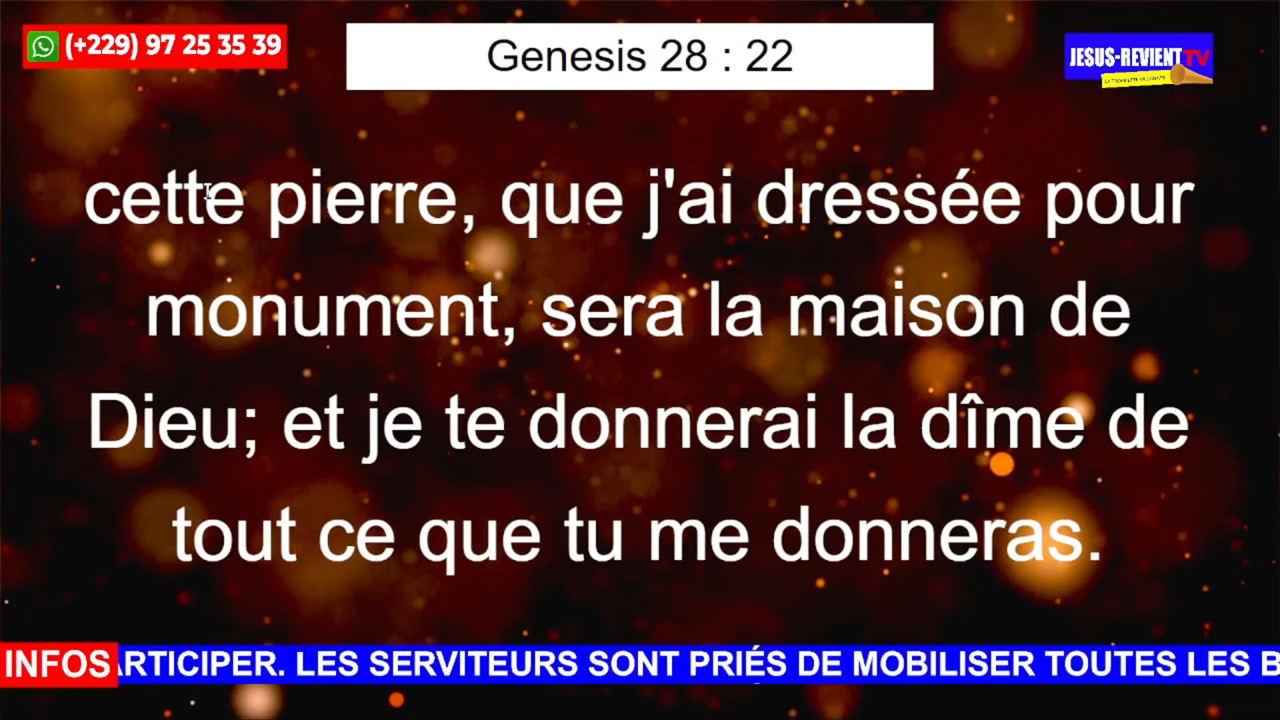 (+229) 97 25 35 39
Genesis 28 : 22
JESUS-REVIENT TV
cette pierre, que j'ai dressée pour
monument, sera la maison de
Dieu; et je te donnerai la dîme de
tout ce que tu me donneras.
INFOS ARTICIPER. LES SERVITEURS SONT PRIÉS DE MOBILISER TOUTES LES B